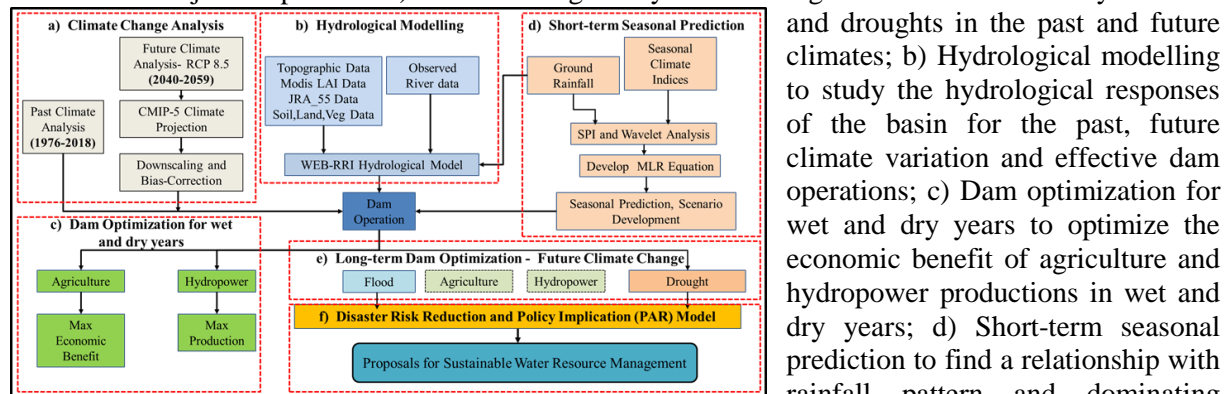 a) Climate Change Analysis
Future Climate
Analysis- RCP 8.5
(2040-2059)
Past Climate
Analysis
(1976-2018)
CMIP-5 Climate
Projection
Downscaling and
Bias-Correction
b) Hydrological Modelling
Topographic Data
Modis LAI Data
JRA_55 Data
Soil,Land,Veg Data
Observed
River data
WEB-RRI Hydrological Model
Dam
Operation
d) Short-term Seasonal Prediction
Ground
Rainfall
Seasonal
Climate
Indices
SPI and Wavelet Analysis
Develop MLR Equation
Seasonal Prediction, Scenario
Development
c) Dam Optimization for wet
and dry years
Agriculture
Hydropower
Max
Economic
Benefit
Max
Production
e) Long-term Dam Optimization - Future Climate Change
Flood
Agriculture
Hydropower
Drought
f) Disaster Risk Reduction and Policy Implication (PAR) Model
Proposals for Sustainable Water Resource Management
and droughts in the past and future
climates; b) Hydrological modelling
to study the hydrological responses
of the basin for the past, future
climate variation and effective dam
operations; c) Dam optimization for
wet and dry years to optimize the
economic benefit of agriculture and
hydropower productions in wet and
dry years; d) Short-term seasonal
prediction to find a relationship with
rainfall pattern and dominating